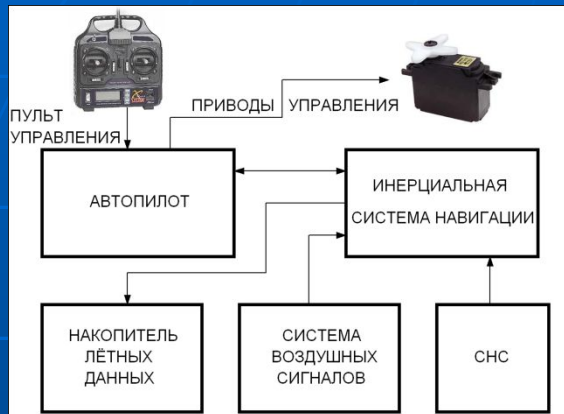 ПРИВОДЫ УПРАВЛЕНИЯ
ПУЛЬТ
УПРАВЛЕНИЯ
АВТОПИЛОТ
ИНЕРЦИАЛЬНАЯ
СИСТЕМА НАВИГАЦИИ
НАКОПИТЕЛЬ
ЛЁТНЫХ
ДАННЫХ
СИСТЕМА
ВОЗДУШНЫХ
СИГНАЛОВ
СНС